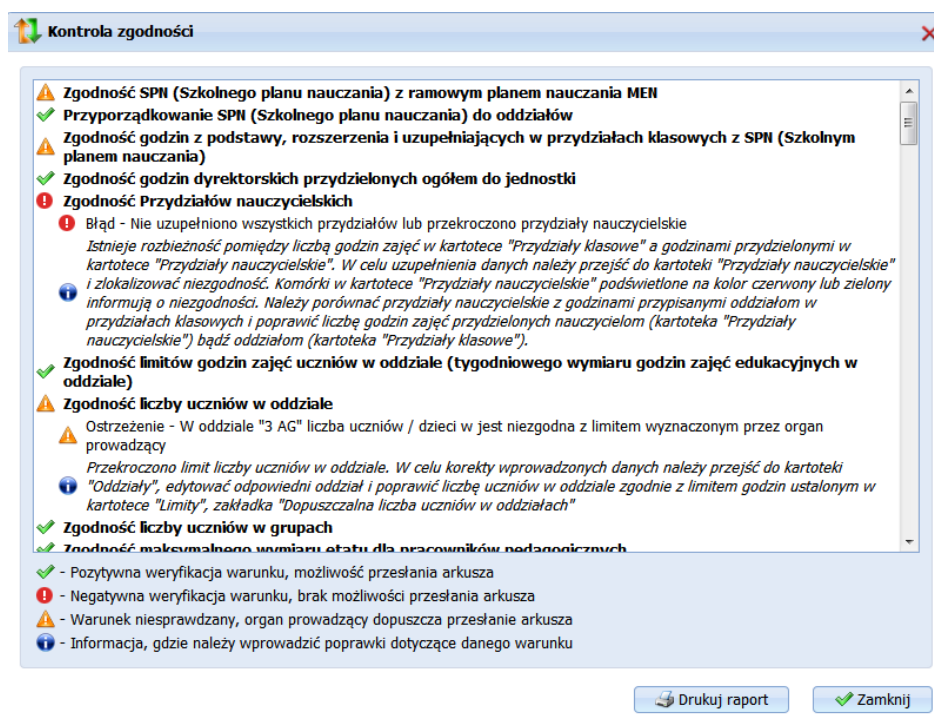 Kontrola zgodności
Zgodność SPN (Szkolnego planu nauczania) z ramowym planem nauczania MEN
Przyporządkowanie SPN (Szkolnego planu nauczania) do oddziałów
Zgodność godzin z podstawy, rozszerzenia i uzupełniających w przydziałach klasowych z SPN (Szkolnym
planem nauczania)
Zgodność godzin dyrektorskich przydzielonych ogółem do jednostki
Zgodność Przydziałów nauczycielskich
Błąd - Nie uzupełniono wszystkich przydziałów lub przekroczono przydziały nauczycielskie
Istnieje rozbieżność pomiędzy liczbą godzin zajęć w kartotece "Przydziały klasowe" a godzinami przydzielonymi w
kartotece "Przydziały nauczycielskie". W celu uzupełnienia danych należy przejść do kartoteki "Przydziały nauczycielskie"
i zlokalizować niezgodność. Komórki w kartotece "Przydziały nauczycielskie" podświetlone na kolor czerwony lub zielony
informują o niezgodności. Należy porównać przydziały nauczycielskie z godzinami przypisanymi oddziałom w
przydziałach klasowych i poprawić liczbę godzin zajęć przydzielonych nauczycielom (kartoteka "Przydziały
nauczycielskie") bądź oddziałom (kartoteka "Przydziały klasowe").
Zgodność limitów godzin zajęć uczniów w oddziale (tygodniowego wymiaru godzin zajęć edukacyjnych w
oddziale)
Zgodność liczby uczniów w oddziale
Ostrzeżenie - W oddziale "3 AG" liczba uczniów / dzieci w jest niezgodna z limitem wyznaczonym przez organ
prowadzący
Przekroczono limit liczby uczniów w oddziale. W celu korekty wprowadzonych danych należy przejść do kartoteki
"Oddziały", edytować odpowiedni oddział i poprawić liczbę uczniów w oddziale zgodnie z limitem godzin ustalonym w
kartotece "Limity", zakładka "Dopuszczalna liczba uczniów w oddziałach"
Zgodność liczby uczniów w grupach
Zgodność maksymalnego wymiaru etatu dla pracowników pedagogicznych
- Pozytywna weryfikacja warunku, możliwość przesłania arkusza
- Negatywna weryfikacja warunku, brak możliwości przesłania arkusza
- Warunek niesprawdzany, organ prowadzący dopuszcza przesłanie arkusza
- Informacja, gdzie należy wprowadzić poprawki dotyczące danego warunku
Drukuj raport
Zamknij